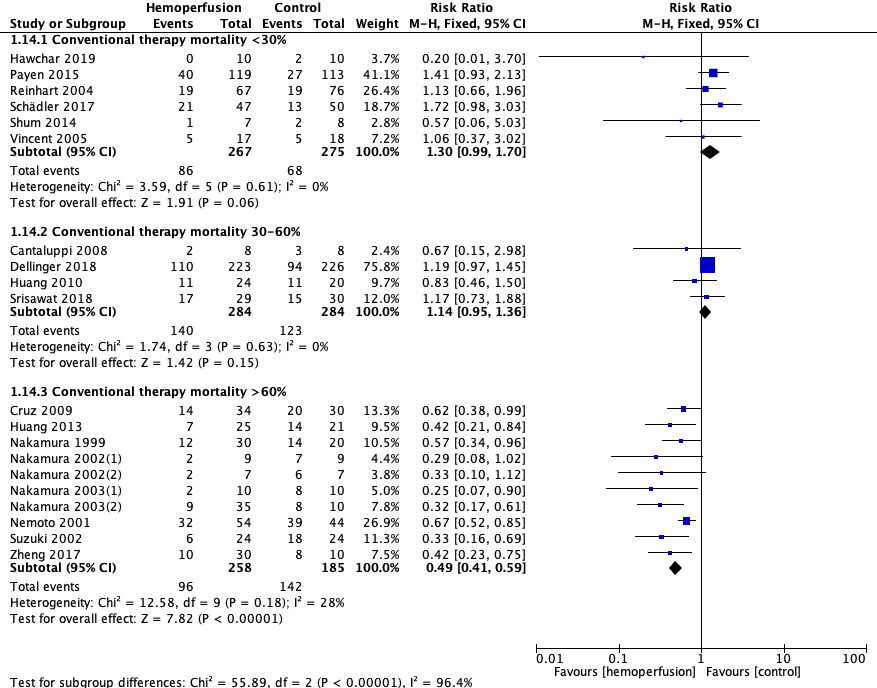 Hemoperfusion Control Risk Ratio Risk Ratio
Study or Subgroup Events Total Events Total Weight M-H, Fixed, 95% CI M-H, Fixed, 95% CI
1.14.1 Conventional therapy mortality <30%
Hawchar 2019 0 10 2 10 3.7% 0.20 [0.01, 3.70]
Payen 2015 40 119 27 113 41.1% 1.41 [0.93, 2.13]
Reinhart 2004 19 67 19 76 26.4% 1.13 [0.66, 1.96]
Schädler 2017 21 47 13 50 18.7% 1.72 [0.98, 3.03]
Shum 2014 1 7 2 8 2.8% 0.57 [0.06, 5.03]
Vincent 2005 5 17 5 18 7.2% 1.06 [0.37, 3.02]
Subtotal (95% CI) 267 275 100.0% 1.30 [0.99, 1.70]
Total events 86 68
Heterogeneity: Chi² = 3.59, df = 5 (P = 0.61); I² = 0%
Test for overall effect: Z = 1.91 (P = 0.06)
1.14.2 Conventional therapy mortality 30-60%
Cantaluppi 2008 2 8 3 8 2.4% 0.67 [0.15, 2.98]
Dellinger 2018 110 223 94 226 75.8% 1.19 [0.97, 1.45]
Huang 2010 11 24 11 20 9.7% 0.83 [0.46, 1.50]
Srisawat 2018 17 29 15 30 12.0% 1.17 [0.73, 1.88]
Subtotal (95% CI) 284 284 100.0% 1.14 [0.95, 1.36]
Total events 140 123
Heterogeneity: Chi² = 1.74, df = 3 (P = 0.63); I² = 0%
Test for overall effect: Z = 1.42 (P = 0.15)
1.14.3 Conventional therapy mortality >60%
Cruz 2009 14 34 20 30 13.3% 0.62 [0.38, 0.99]
Huang 2013 7 25 14 21 9.5% 0.42 [0.21, 0.84]
Nakamura 1999 12 30 14 20 10.5% 0.57 [0.34, 0.96]
Nakamura 2002(1) 2 9 7 9 4.4% 0.29 [0.08, 1.02]
Nakamura 2002(2) 2 7 6 7 3.8% 0.33 [0.10, 1.12]
Nakamura 2003(1) 2 10 8 10 5.0% 0.25 [0.07, 0.90]
Nakamura 2003(2) 9 35 8 10 7.8% 0.32 [0.17, 0.61]
Nemoto 2001 32 54 39 44 26.9% 0.67 [0.52, 0.85]
Suzuki 2002 6 24 18 24 11.3% 0.33 [0.16, 0.69]
Zheng 2017 10 30 8 10 7.5% 0.42 [0.23, 0.75]
Subtotal (95% CI) 258 185 100.0% 0.49 [0.41, 0.59]
Total events 96 142
Heterogeneity: Chi² = 12.58, df = 9 (P = 0.18); I² = 28%
Test for overall effect: Z = 7.82 (P < 0.00001)
0.01 0.1 1 10 100
Favours [hemoperfusion] Favours [control]
Test for subgroup differences: Chi² = 55.89, df = 2 (P < 0.00001), I² = 96.4%